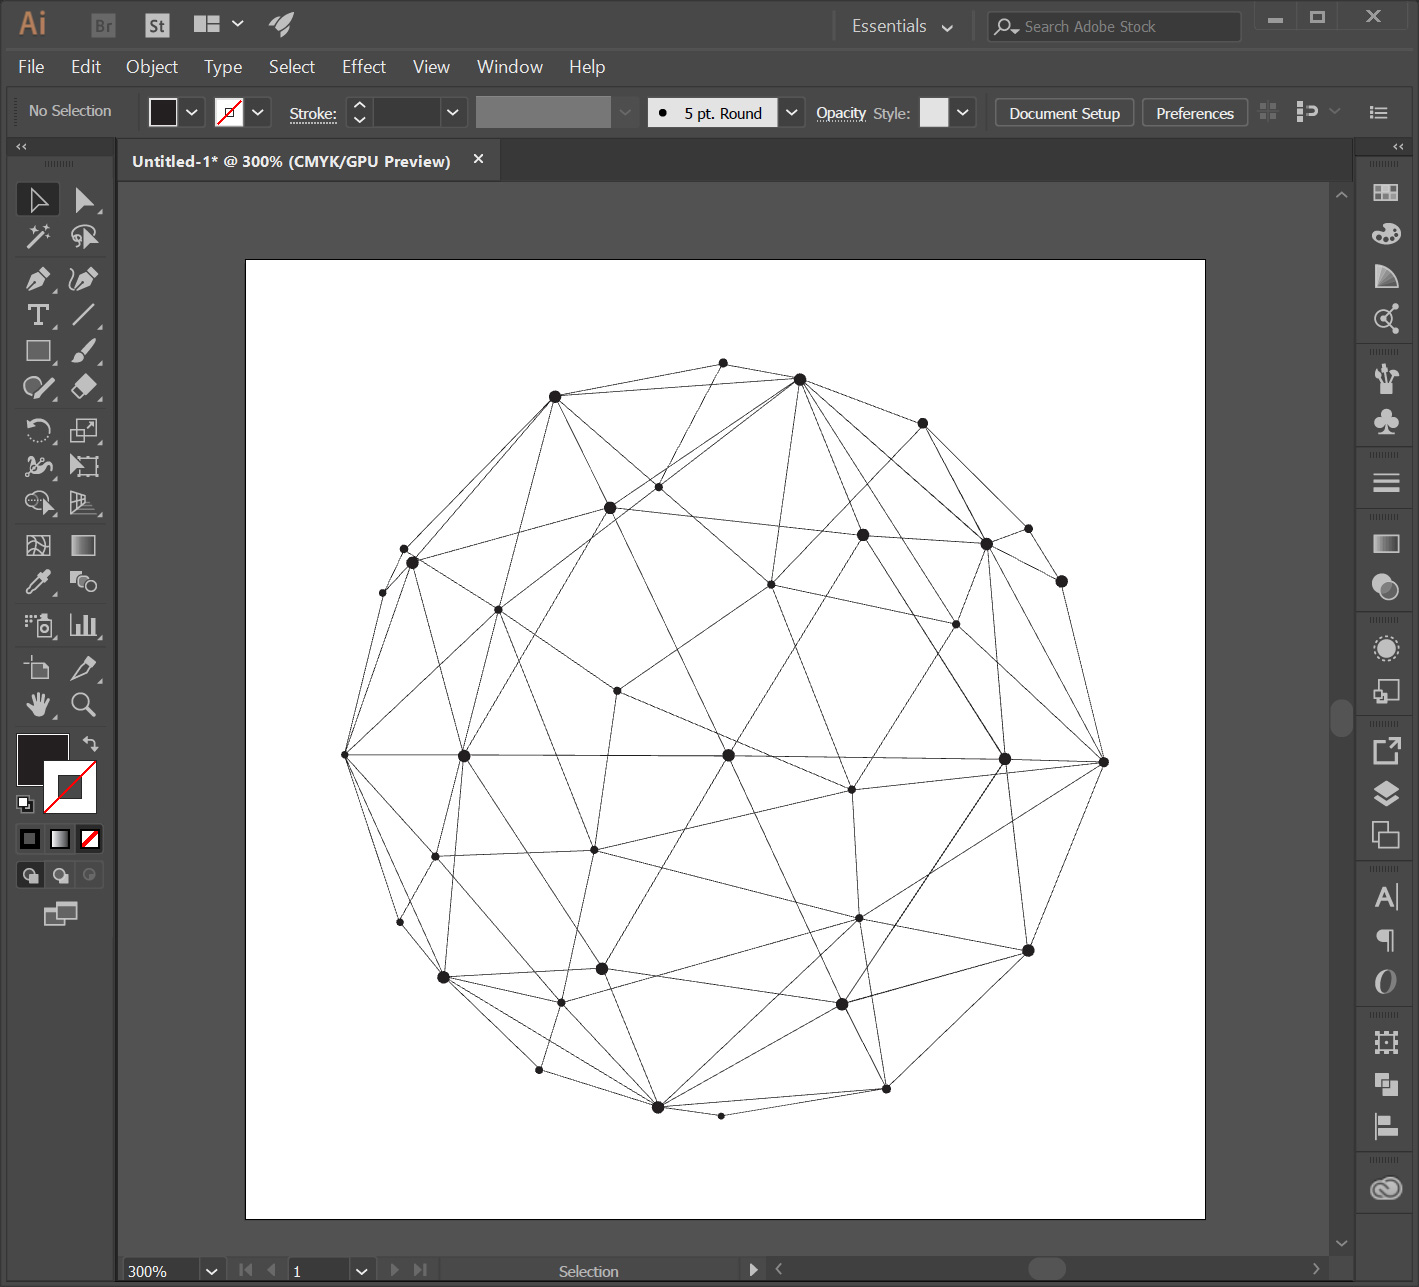 Ai Br St Essentials Search Adobe Stock
File Edit Object Type Select Effect View Window Help
No Selection Stroke: 5 pt. Round Opacity Style: Document Setup Preferences
Untitled-1* @ 300% (CMYK/GPU Preview)
300% 1 Selection